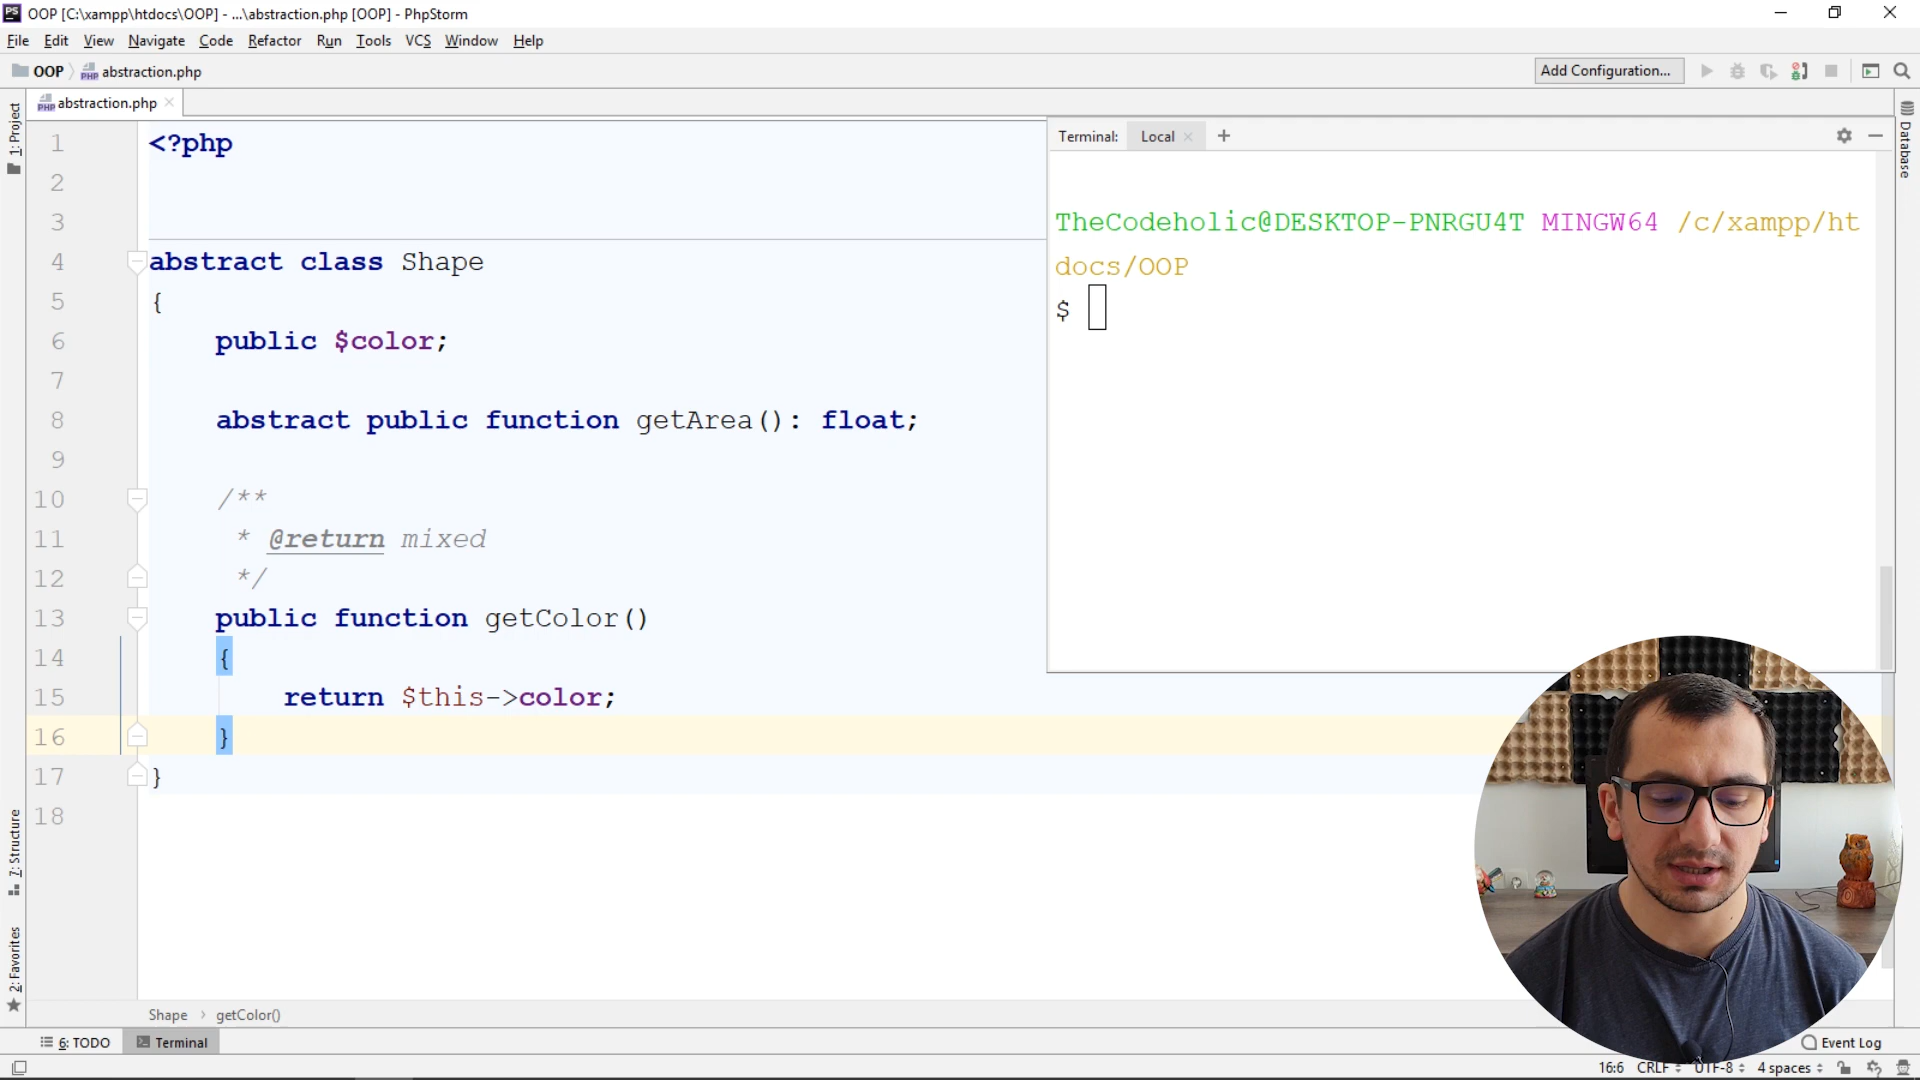 OOP [C:\xampp\htdocs\OOP] - ...\abstraction.php [OOP] - PhpStorm
File Edit View Navigate Code Refactor Run Tools VCS Window Help
OOP abstraction.php Add Configuration...
abstraction.php
1: Project
Database
Terminal: Local +
1 <?php
2
3
4 abstract class Shape
5 {
6 public $color;
7
8 abstract public function getArea(): float;
9
10 /**
11 * @return mixed
12 */
13 public function getColor()
14 {
15 return $this->color;
16 }
17 }
18
TheCodeholic@DESKTOP-PNRGU4T MINGW64 /c/xampp/ht
docs/OOP
$
7: Structure
2: Favorites
Shape › getColor()
6: TODO Terminal Event Log
16:6 CRLF UTF-8 4 spaces